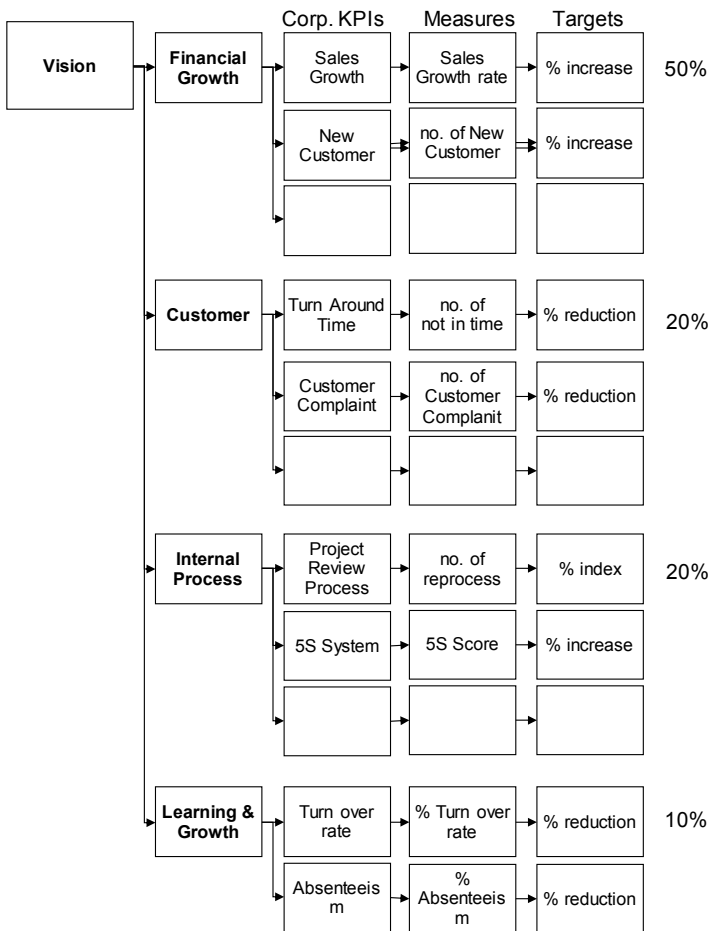 Corp. KPIs Measures Targets
Vision
Financial
Growth
Sales
Growth
Sales
Growth rate
% increase
50%
New
Customer
no. of New
Customer
% increase
Customer
Turn Around
Time
no. of
not in time
% reduction
20%
Customer
Complaint
no. of
Customer
Complanit
% reduction
Internal
Process
Project
Review
Process
no. of
reprocess
% index
20%
5S System
5S Score
% increase
Learning &
Growth
Turn over
rate
% Turn over
rate
% reduction
10%
Absenteeis
m
%
Absenteeis
m
% reduction